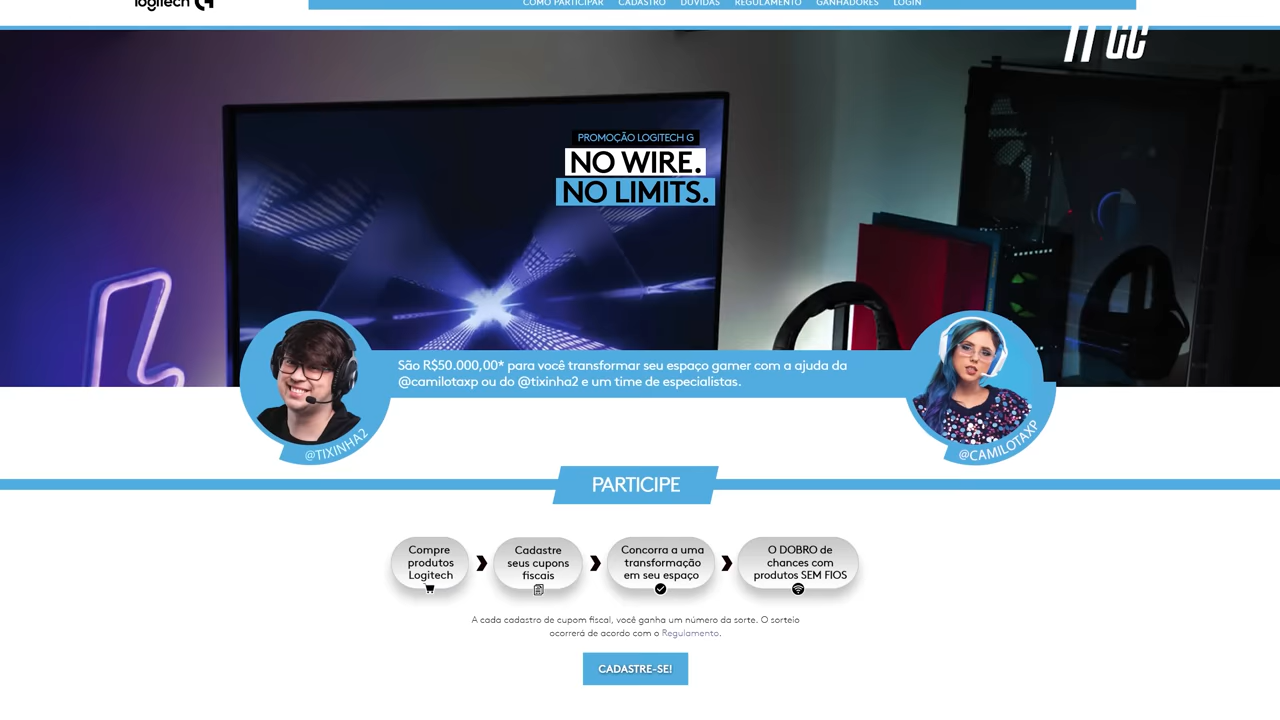 logitech
COMO PARTICIPAR CADASTRO DÚVIDAS REGULAMENTO GANHADORES LOGIN
PROMOÇÃO LOGITECH G
NO WIRE.
NO LIMITS.
São R$50.000,00* para você transformar seu espaço gamer com a ajuda da
@camilotaxp ou do @tixinha2 e um time de especialistas.
@TIXINHA2
@CAMILOTAXP
PARTICIPE
Compre
produtos
Logitech
Cadastre
seus cupons
fiscais
Concorra a uma
transformação
em seu espaço
O DOBRO de
chances com
produtos SEM FIOS
A cada cadastro de cupom fiscal, você ganha um número da sorte. O sorteio
ocorrerá de acordo com o Regulamento.
CADASTRE-SE!